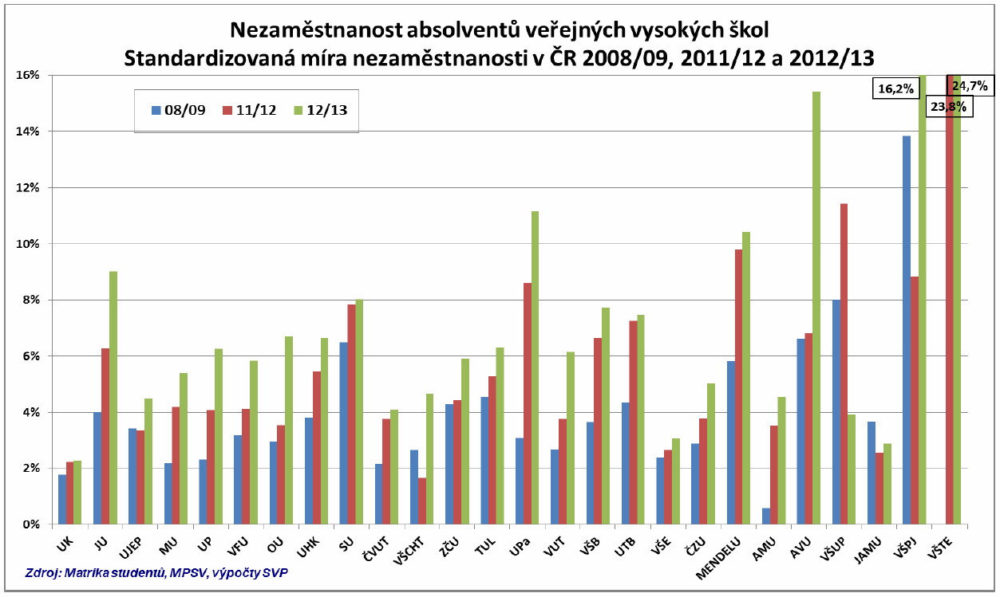 Nezaměstnanost absolventů veřejných vysokých škol
Standardizovaná míra nezaměstnanosti v ČR 2008/09, 2011/12 a 2012/13
16%
16,2%
24,7%
23,8%
08/09 11/12 12/13
14%
12%
10%
8%
6%
4%
2%
0%
UK JU UJEP MU UP VFU OU UHK SU ČVUT VŠCHT ZČU TUL UPa VUT VŠB UTB VŠE ČZU MENDELU AMU AVU VŠUP JAMU VŠPJ VŠTE
Zdroj: Matrika studentů, MPSV, výpočty SVP